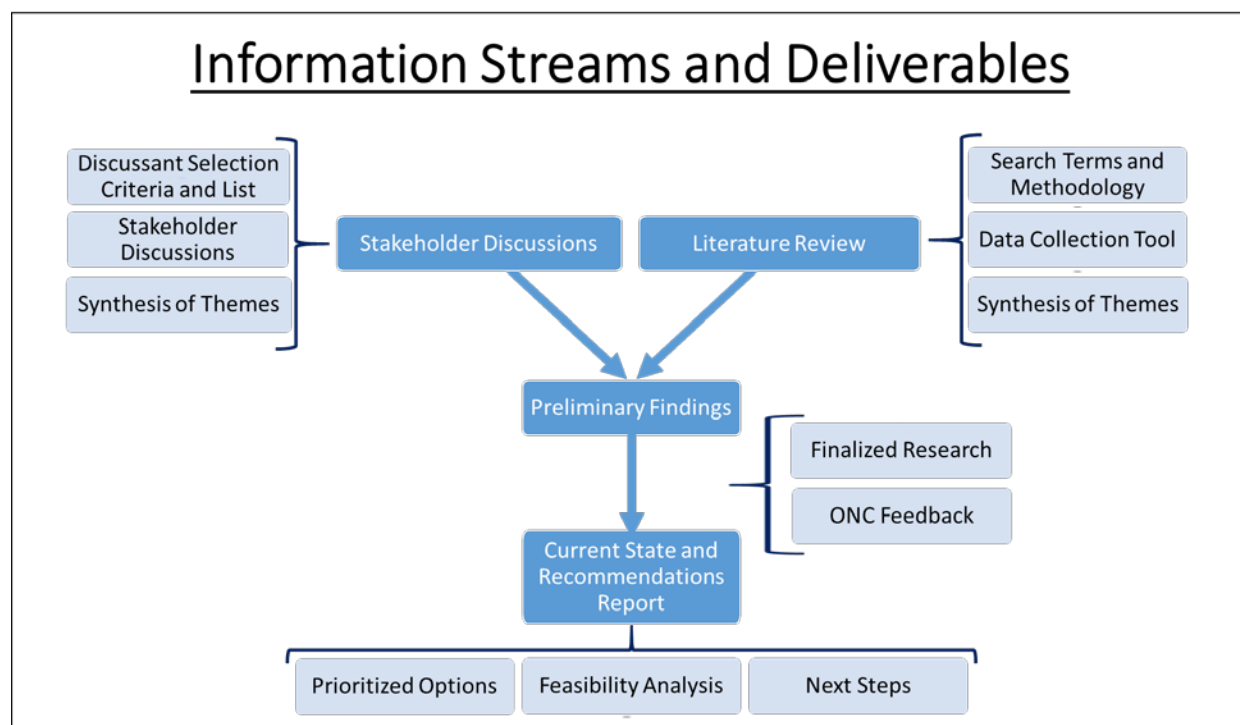 Information Streams and Deliverables
Discussant Selection
Criteria and List
Stakeholder
Discussions
Synthesis of Themes
Stakeholder Discussions
Literature Review
Search Terms and
Methodology
Data Collection Tool
Synthesis of Themes
Preliminary Findings
Finalized Research
ONC Feedback
Current State and
Recommendations
Report
Prioritized Options
Feasibility Analysis
Next Steps